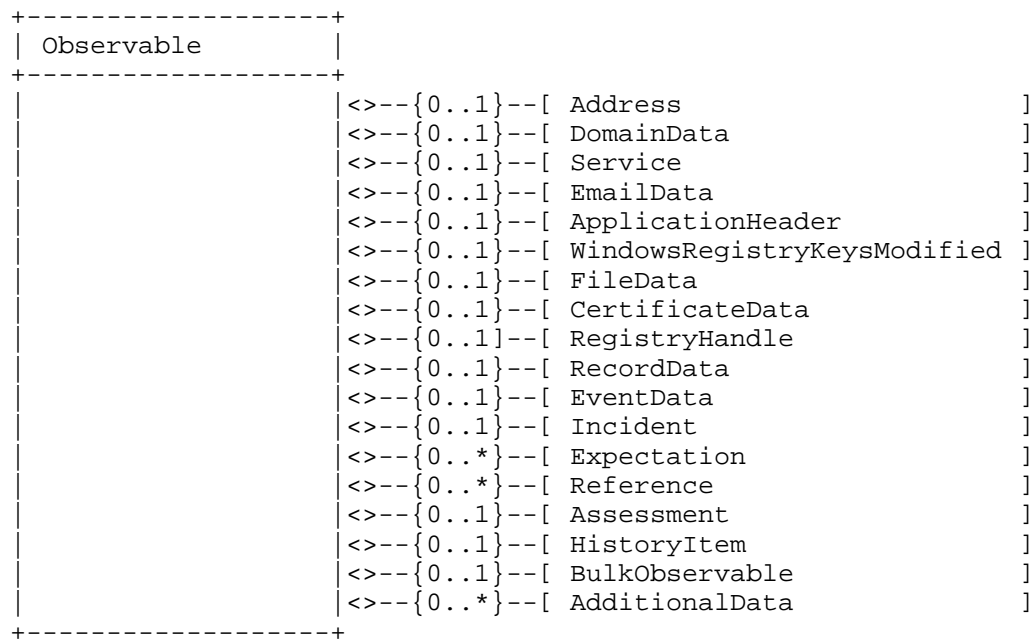 +-------------------+
| Observable        |
+-------------------+
|                   |<>--{0..1}--[ Address                     ]
|                   |<>--{0..1}--[ DomainData                  ]
|                   |<>--{0..1}--[ Service                     ]
|                   |<>--{0..1}--[ EmailData                   ]
|                   |<>--{0..1}--[ ApplicationHeader           ]
|                   |<>--{0..1}--[ WindowsRegistryKeysModified ]
|                   |<>--{0..1}--[ FileData                    ]
|                   |<>--{0..1}--[ CertificateData             ]
|                   |<>--{0..1]--[ RegistryHandle              ]
|                   |<>--{0..1}--[ RecordData                  ]
|                   |<>--{0..1}--[ EventData                   ]
|                   |<>--{0..1}--[ Incident                    ]
|                   |<>--{0..*}--[ Expectation                 ]
|                   |<>--{0..*}--[ Reference                   ]
|                   |<>--{0..1}--[ Assessment                  ]
|                   |<>--{0..1}--[ HistoryItem                 ]
|                   |<>--{0..1}--[ BulkObservable              ]
|                   |<>--{0..*}--[ AdditionalData              ]
+-------------------+